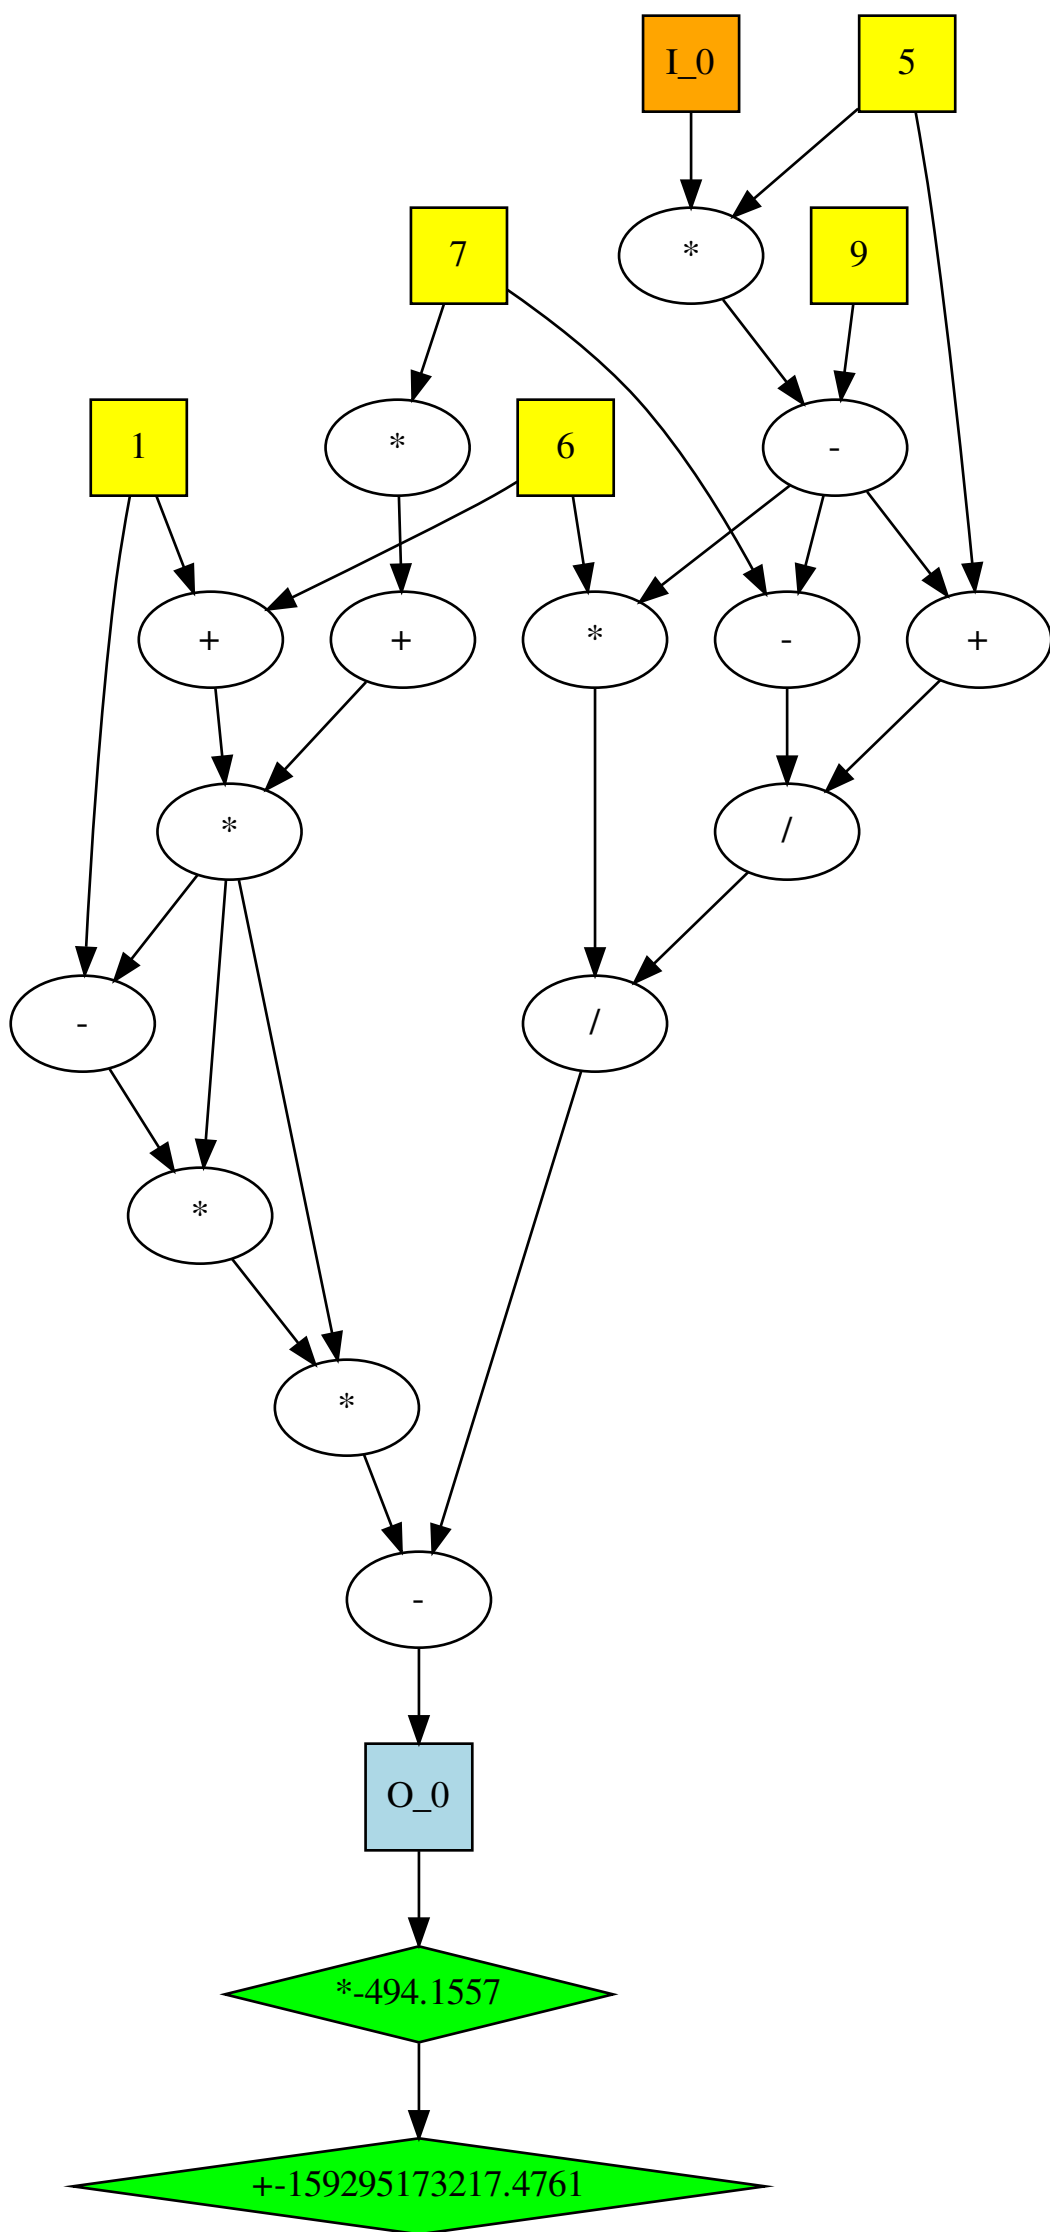 I_0 5
* 7 9
1 * 6 -
+ + * - +
* /
- /
*
*
-
O_0
*-494.1557
+-159295173217.4761